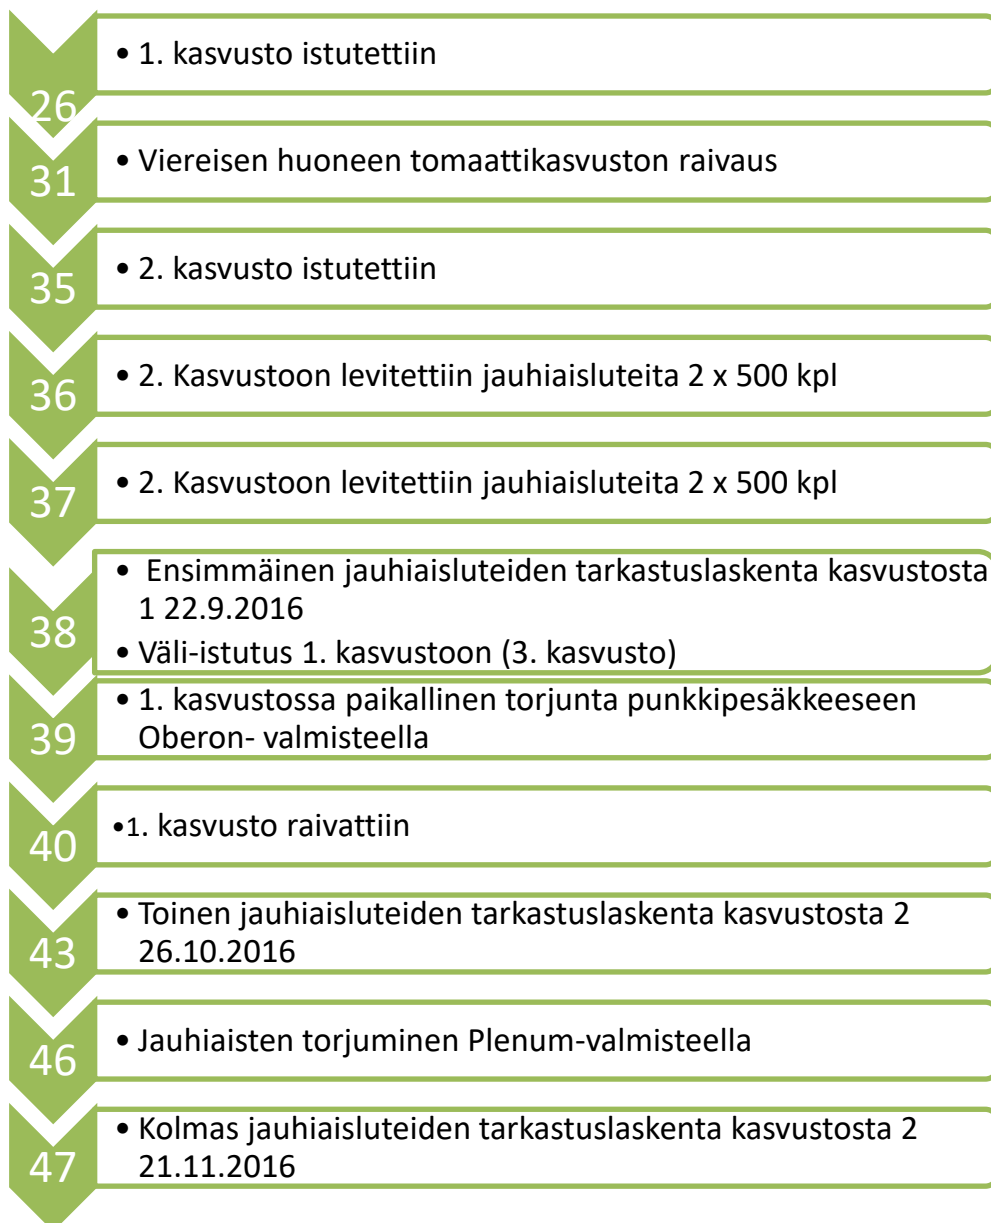 26
• 1. kasvusto istutettiin
31
• Viereisen huoneen tomaattikasvuston raivaus
35
• 2. kasvusto istutettiin
36
• 2. Kasvustoon levitettiin jauhiaisluteita 2 x 500 kpl
37
• 2. Kasvustoon levitettiin jauhiaisluteita 2 x 500 kpl
38
• Ensimmäinen jauhiaisluteiden tarkastuslaskenta kasvustosta
1 22.9.2016
• Väli-istutus 1. kasvustoon (3. kasvusto)
39
• 1. kasvustossa paikallinen torjunta punkkipesäkkeeseen
Oberon- valmisteella
40
•1. kasvusto raivattiin
43
• Toinen jauhiaisluteiden tarkastuslaskenta kasvustosta 2
26.10.2016
46
• Jauhiaisten torjuminen Plenum-valmisteella
47
• Kolmas jauhiaisluteiden tarkastuslaskenta kasvustosta 2
21.11.2016